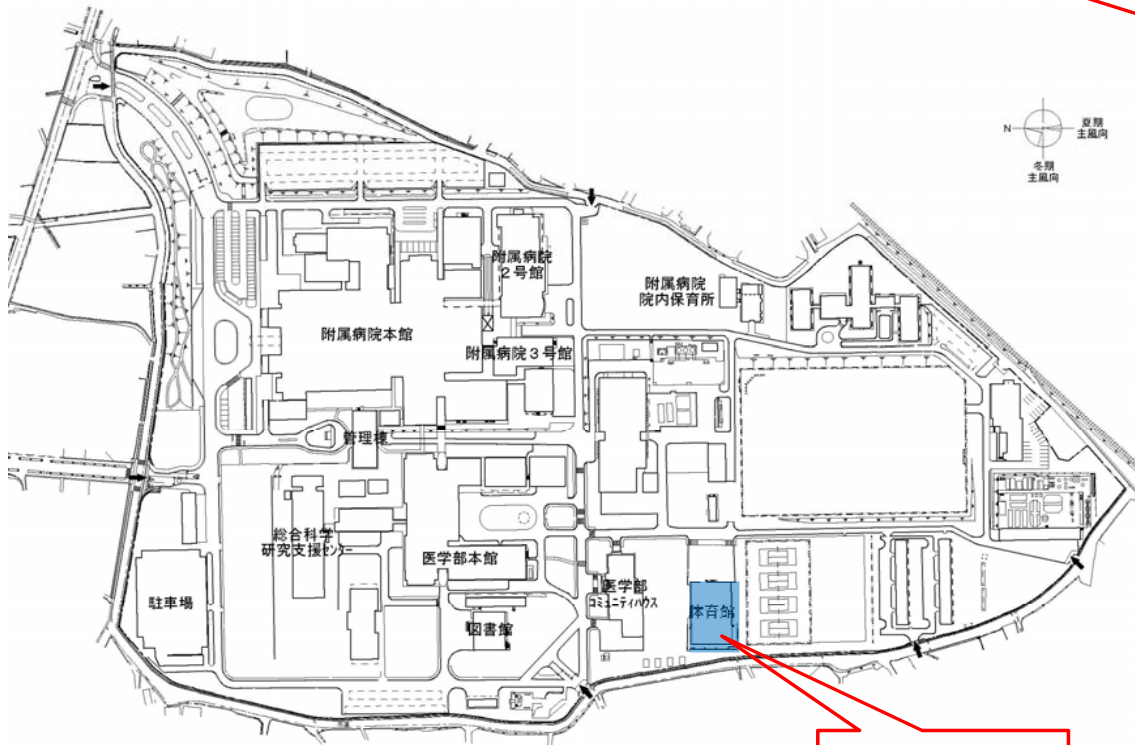 N
夏期
主風向
冬期
主風向
附属病院
2号館
附属病院
院内保育所
附属病院本館
附属病院3号館
管理棟
総合科学
研究支援センター
医学部本館
医学部
コミュニティハウス
体育館
駐車場
図書館